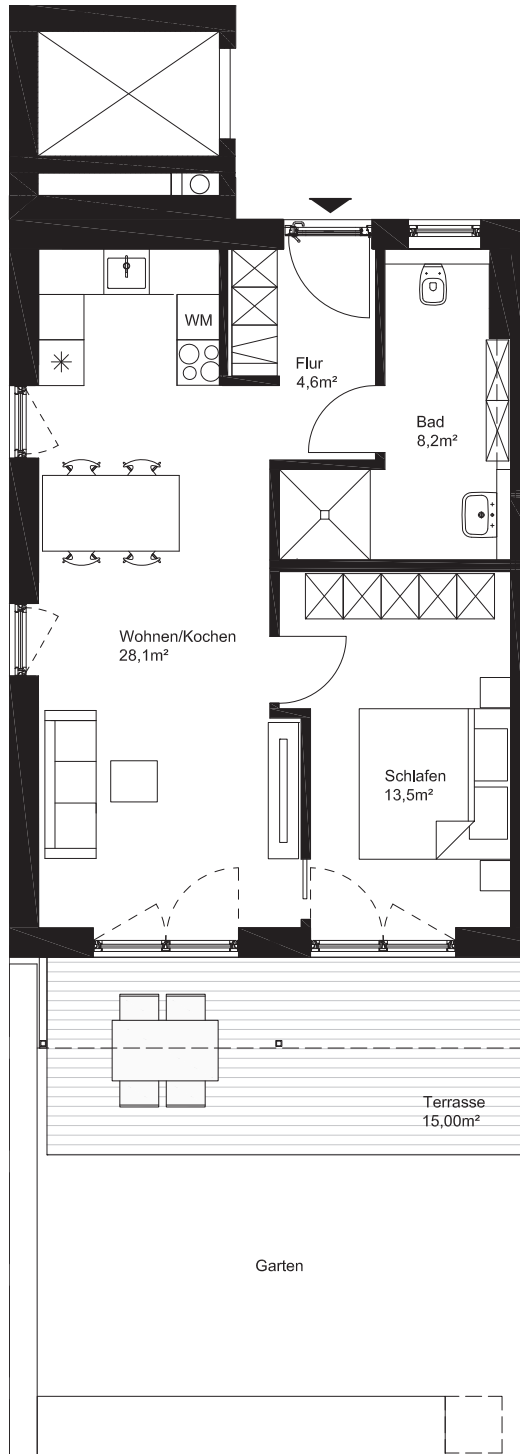 WM
Flur
4,6m²
Bad
8,2m²
Wohnen/Kochen
28,1m²
Schlafen
13,5m²
Terrasse
15,00m²
Garten